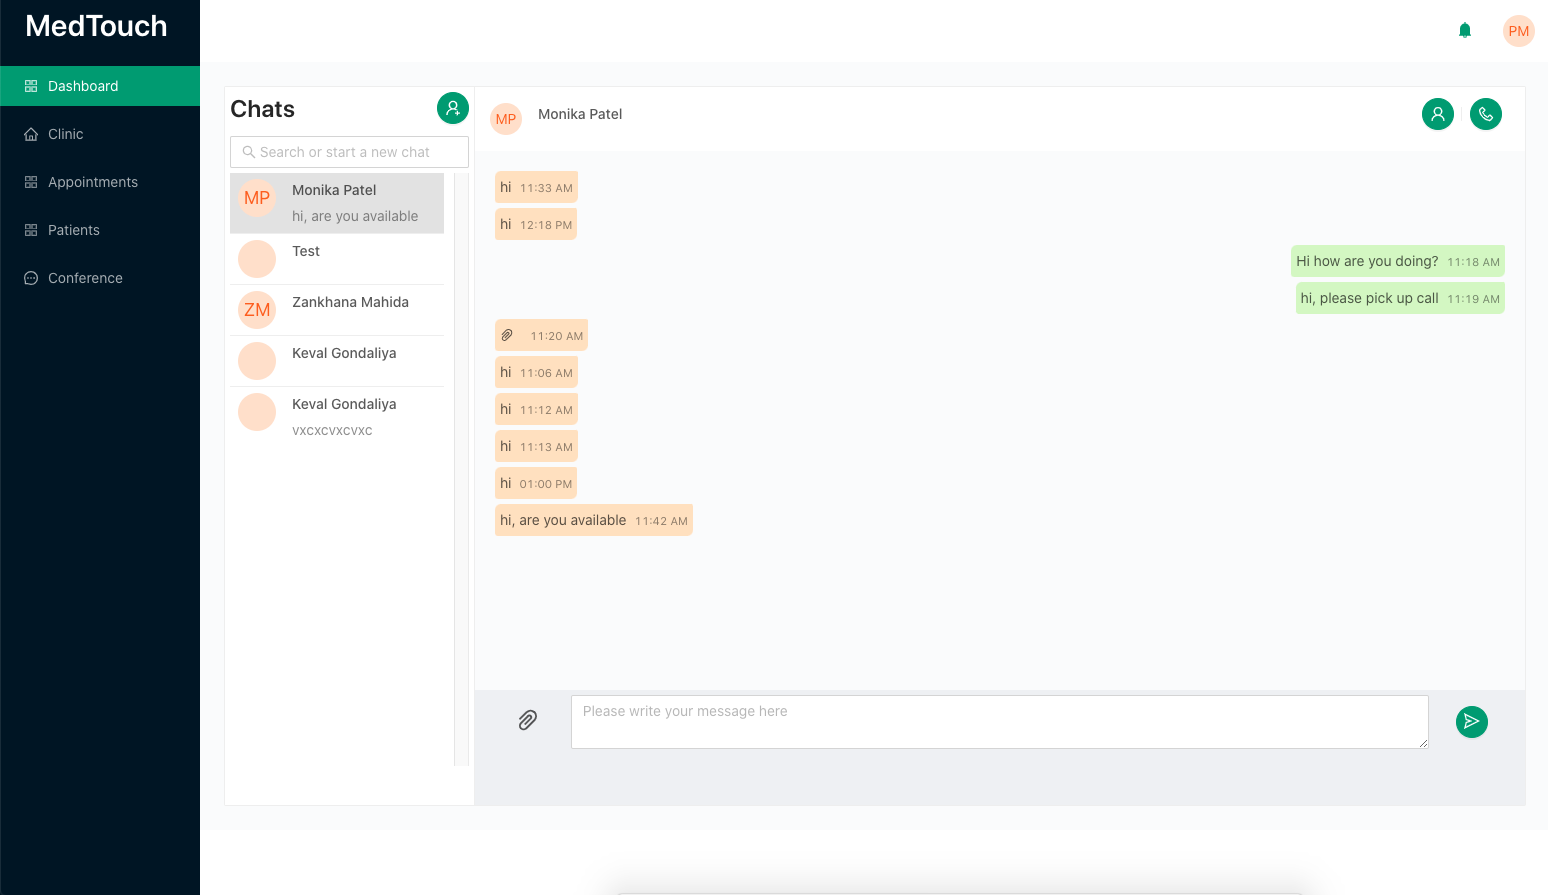 MedTouch
PM
Dashboard
Clinic
Appointments
Patients
Conference
Chats
Search or start a new chat
MP
Monika Patel
hi, are you available
Test
ZM
Zankhana Mahida
Keval Gondaliya
Keval Gondaliya
vxcxcvxcvxc
MP
Monika Patel
hi 11:33 AM
hi 12:18 PM
Hi how are you doing? 11:18 AM
hi, please pick up call 11:19 AM
11:20 AM
hi 11:06 AM
hi 11:12 AM
hi 11:13 AM
hi 01:00 PM
hi, are you available 11:42 AM
Please write your message here